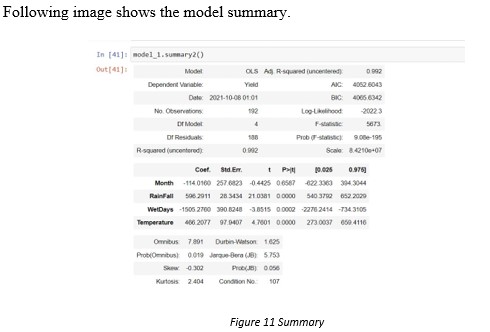 Following image shows the model summary.
In [41]: model_1.summary2()
Out[41]:
Model: OLS Adj. R-squared (uncentered): 0.992
Dependent Variable: Yield AIC: 4052.6043
Date: 2021-10-08 01:01 BIC: 4065.6342
No. Observations: 192 Log-Likelihood: -2022.3
Df Model: 4 F-statistic: 5673.
Df Residuals: 188 Prob (F-statistic): 9.08e-195
R-squared (uncentered): 0.992 Scale: 8.4210e+07
Coef. Std.Err. t P>|t| [0.025 0.975]
Month -114.0160 257.6823 -0.4425 0.6587 -622.3363 394.3044
RainFall 596.2911 28.3434 21.0381 0.0000 540.3792 652.2029
WetDays -1505.2760 390.8248 -3.8515 0.0002 -2276.2414 -734.3105
Temperature 466.2077 97.9407 4.7601 0.0000 273.0037 659.4116
Omnibus: 7.891 Durbin-Watson: 1.625
Prob(Omnibus): 0.019 Jarque-Bera (JB): 5.753
Skew: -0.302 Prob(JB): 0.056
Kurtosis: 2.404 Condition No.: 107
Figure 11 Summary